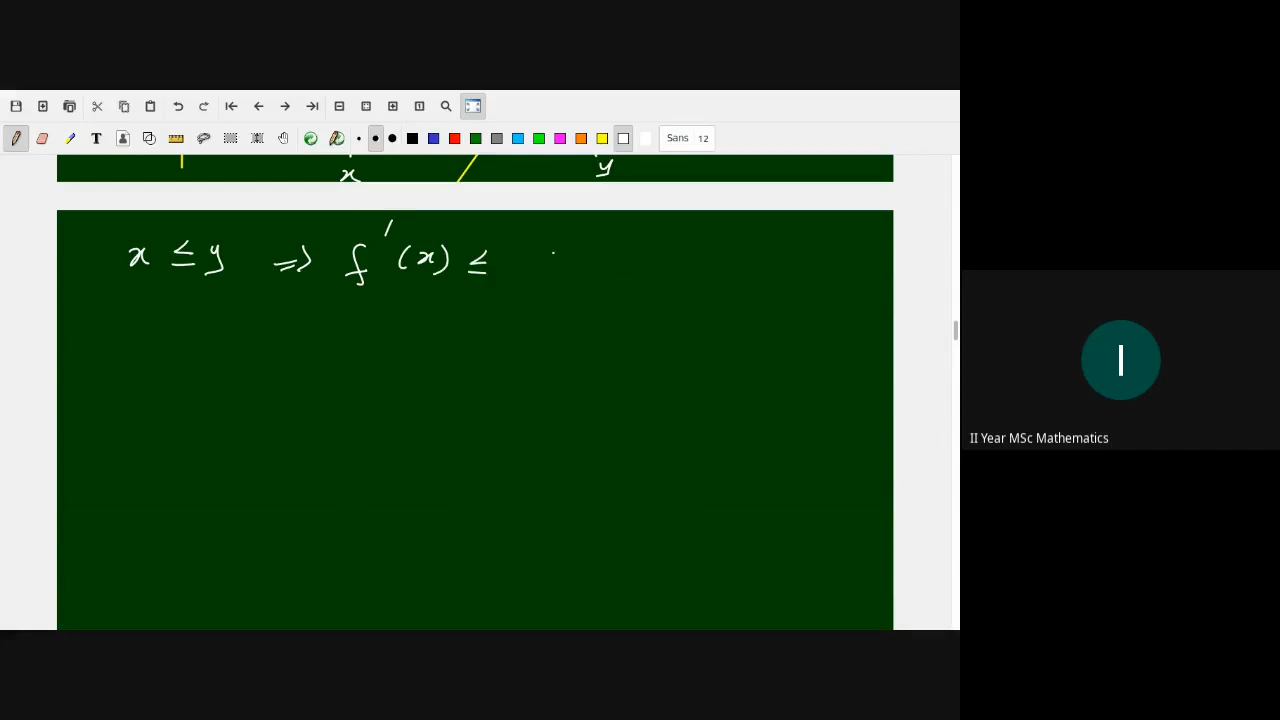 T
Sans 12
x y
x ≤ y ⇒ f'(x) ≤
I
II Year MSc Mathematics